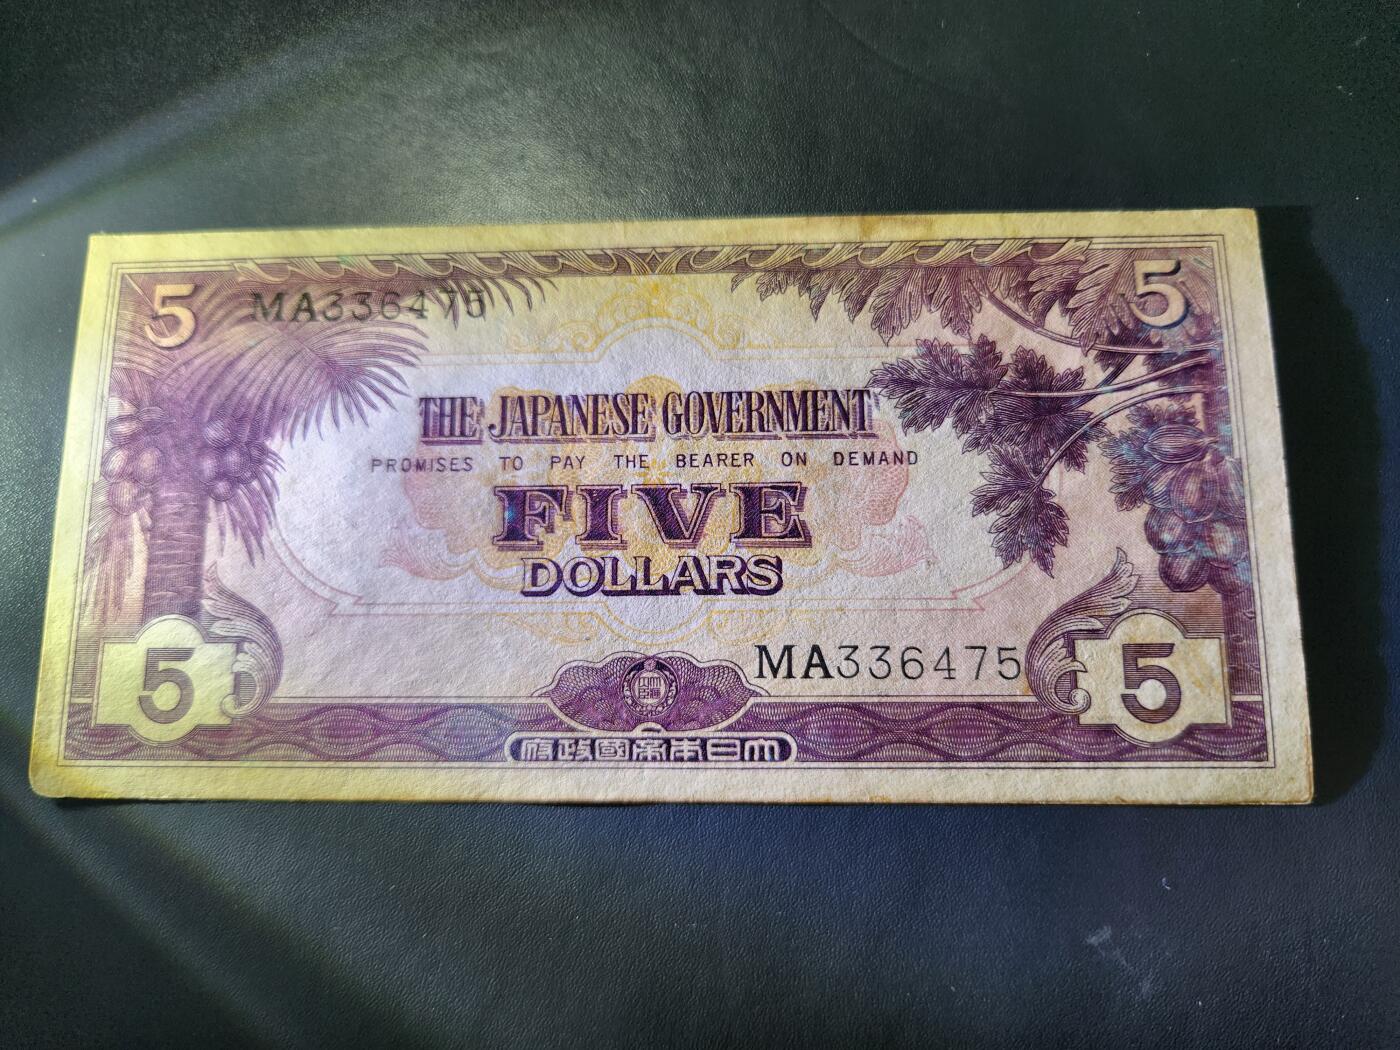 5
5
MA336475
THE JAPANESE GOVERNMENT
PROMISES TO PAY THE BEARER ON DEMAND
FIVE
DOLLARS
MA336475
5
5
府政國帝本日大